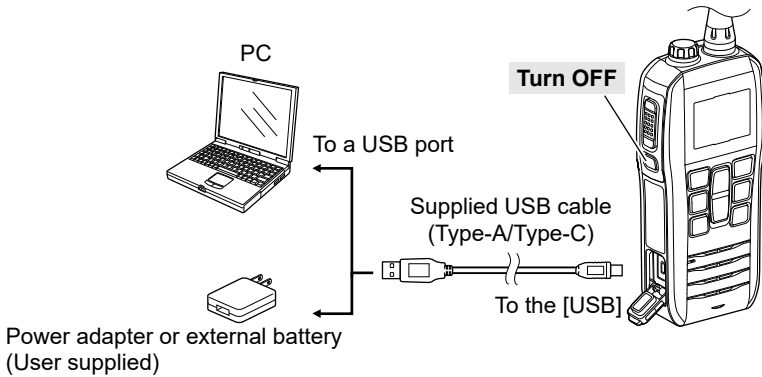 PC
Turn OFF
To a USB port
Supplied USB cable
(Type-A/Type-C)
To the [USB]
Power adapter or external battery
(User supplied)